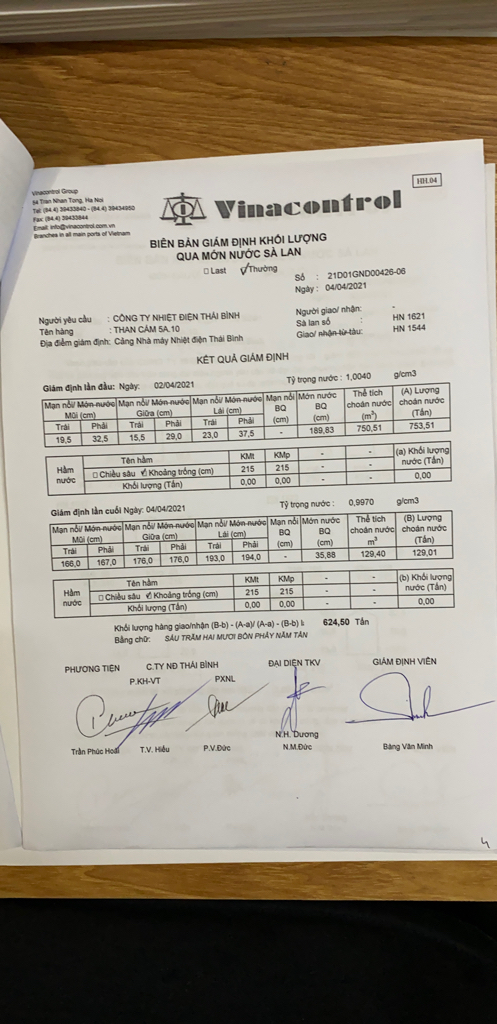 Vinacontrol Group
54 Tran Nhan Tong, Ha Noi
Tel: (84.4) 39433840 - (84.4) 39434950
Fax: (84.4) 39433844
Email: info@vinacontrol.com.vn
Branches in all main ports of Vietnam
HH.04
Vinacontrol
BIÊN BẢN GIÁM ĐỊNH KHỐI LƯỢNG
QUA MỚN NƯỚC SÀ LAN
Last Thường
Số : 21D01GND00426-06
Ngày : 04/04/2021
Người yêu cầu : CÔNG TY NHIỆT ĐIỆN THÁI BÌNH
Người giao/ nhận: -
Tên hàng : THAN CÁM 5A.10
Sà lan số : HN 1621
Địa điểm giám định: Cảng Nhà máy Nhiệt điện Thái Bình
Giao/ nhận từ tàu: HN 1544
KẾT QUẢ GIÁM ĐỊNH
Giám định lần đầu: Ngày: 02/04/2021 Tỷ trọng nước : 1,0040 g/cm3
Mạn nổi/ Món nước Mũi (cm) Mạn nổi/ Món nước Giữa (cm) Mạn nổi/ Món nước Lái (cm) Mạn nổi BQ (cm) Món nước BQ (cm) Thể tích choán nước (m³) (A) Lượng choán nước (Tấn)
Trái Phải Trái Phải Trái Phải
19,5 32,5 15,5 29,0 23,0 37,5 - 189,83 750,51 753,51
Hầm nước Tên hầm KMt KMp - - (a) Khối lượng nước (Tấn)
Chiều sâu Khoảng trống (cm) 215 215 - -
Khối lượng (Tấn) 0,00 0,00 - - 0,00
Giám định lần cuối Ngày: 04/04/2021 Tỷ trọng nước : 0,9970 g/cm3
Mạn nổi/ Món nước Mũi (cm) Mạn nổi/ Món nước Giữa (cm) Mạn nổi/ Món nước Lái (cm) Mạn nổi BQ (cm) Món nước BQ (cm) Thể tích choán nước m³ (B) Lượng choán nước (Tấn)
Trái Phải Trái Phải Trái Phải
166,0 167,0 176,0 176,0 193,0 194,0 - 35,88 129,40 129,01
Hầm nước Tên hầm KMt KMp - - (b) Khối lượng nước (Tấn)
Chiều sâu Khoảng trống (cm) 215 215 - -
Khối lượng (Tấn) 0,00 0,00 - - 0,00
Khối lượng hàng giao/nhận (B-b) - (A-a)/ (A-a) - (B-b) là 624,50 Tấn
Bằng chữ: SÁU TRĂM HAI MƯƠI BỐN PHẨY NĂM TẤN
PHƯƠNG TIỆN C.TY NĐ THÁI BÌNH ĐẠI DIỆN TKV GIÁM ĐỊNH VIÊN
P.KH-VT PXNL
N.H. Dương
Trần Phúc Hoài T.V. Hiếu P.V.Đức N.M.Đức Bàng Văn Minh
4